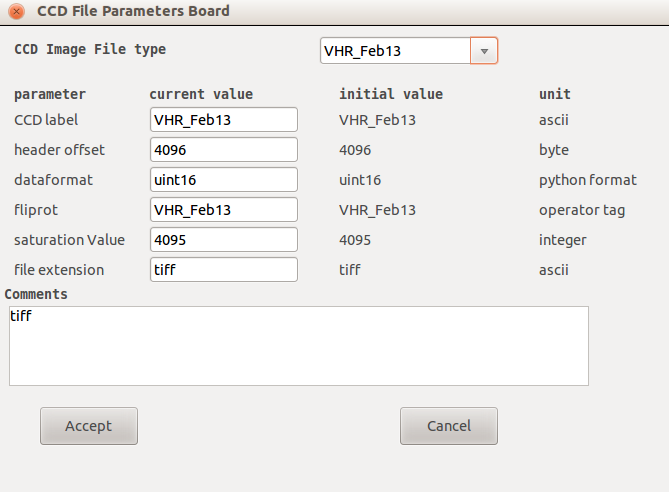 CCD File Parameters Board
CCD Image File type VHR_Feb13
parameter current value initial value unit
CCD label VHR_Feb13 VHR_Feb13 ascii
header offset 4096 4096 byte
dataformat uint16 uint16 python format
fliprot VHR_Feb13 VHR_Feb13 operator tag
saturation Value 4095 4095 integer
file extension tiff tiff ascii
Comments
tiff
Accept Cancel